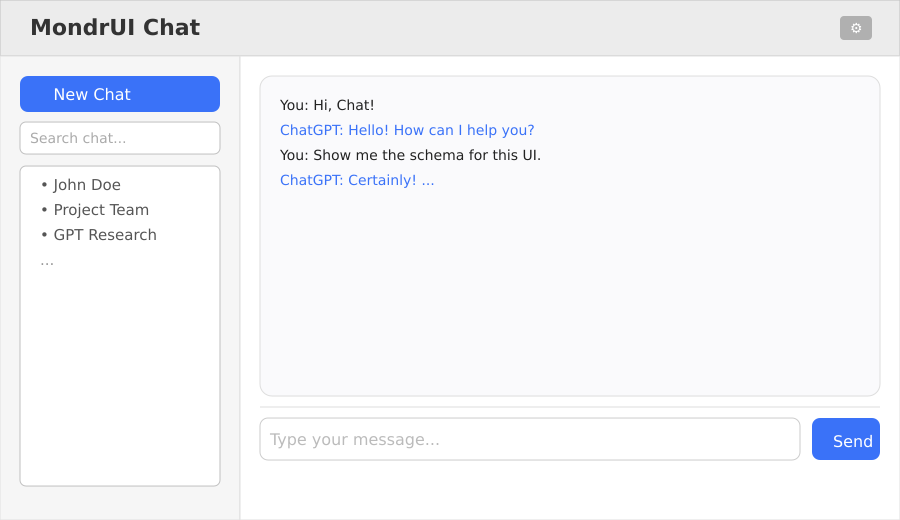 MondrUI Chat
⚙
New Chat
Search chat...
• John Doe
• Project Team
• GPT Research
...
You: Hi, Chat!
ChatGPT: Hello! How can I help you?
You: Show me the schema for this UI.
ChatGPT: Certainly! ...
Type your message...
Send